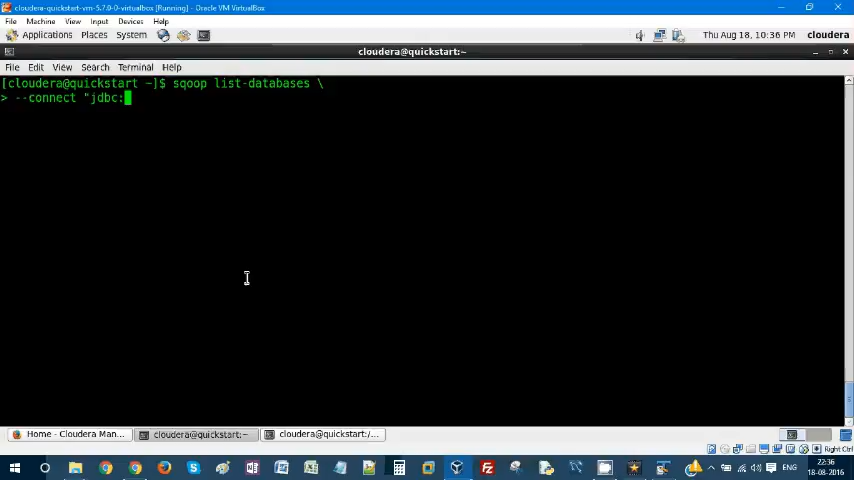 cloudera-quickstart-vm-5.7.0-0-virtualbox [Running] - Oracle VM VirtualBox
File Machine View Input Devices Help
Applications Places System Thu Aug 18, 10:36 PM cloudera
cloudera@quickstart:~
File Edit View Search Terminal Help
[cloudera@quickstart ~]$ sqoop list-databases \
> --connect "jdbc:
Home - Cloudera Man... cloudera@quickstart:~ cloudera@quickstart:/...
Right Ctrl
ENG
22:36
18-08-2016